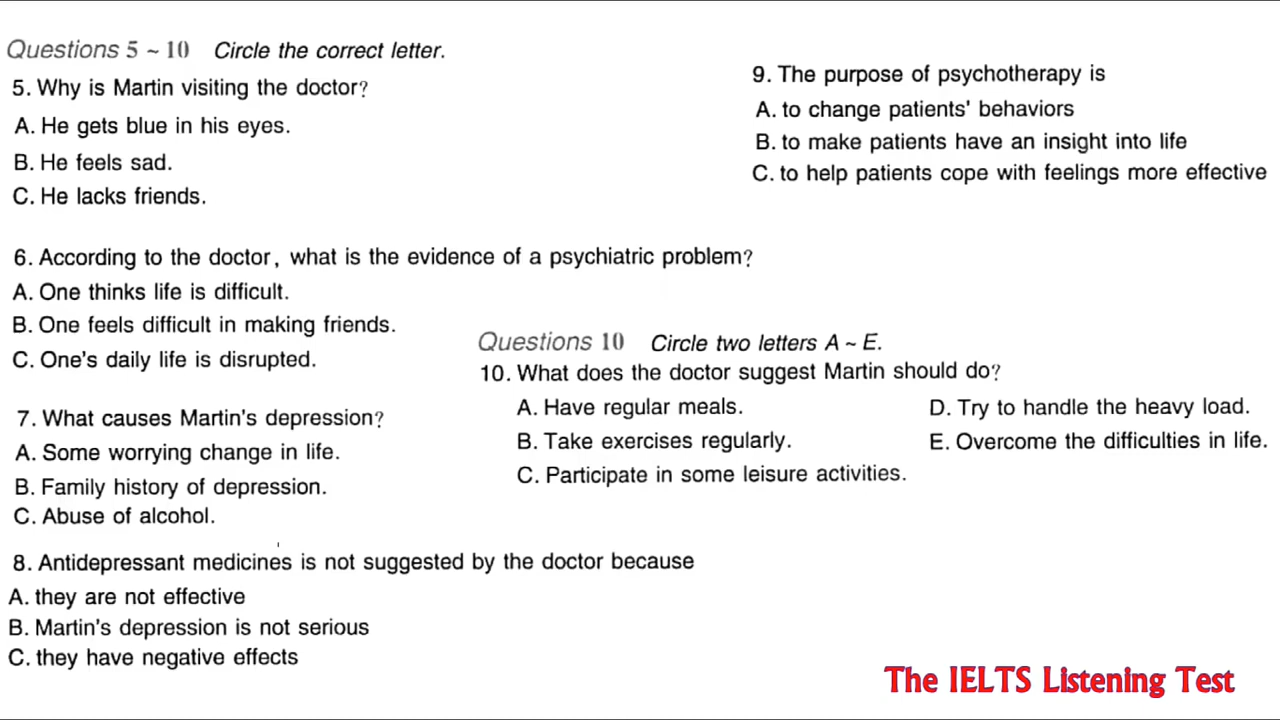 Questions 5 ~ 10 Circle the correct letter.
5. Why is Martin visiting the doctor?
A. He gets blue in his eyes.
B. He feels sad.
C. He lacks friends.
6. According to the doctor, what is the evidence of a psychiatric problem?
A. One thinks life is difficult.
B. One feels difficult in making friends.
C. One's daily life is disrupted.
7. What causes Martin's depression?
A. Some worrying change in life.
B. Family history of depression.
C. Abuse of alcohol.
8. Antidepressant medicines is not suggested by the doctor because
A. they are not effective
B. Martin's depression is not serious
C. they have negative effects
9. The purpose of psychotherapy is
A. to change patients' behaviors
B. to make patients have an insight into life
C. to help patients cope with feelings more effective
Questions 10 Circle two letters A ~ E.
10. What does the doctor suggest Martin should do?
A. Have regular meals.
B. Take exercises regularly.
C. Participate in some leisure activities.
D. Try to handle the heavy load.
E. Overcome the difficulties in life.
The IELTS Listening Test